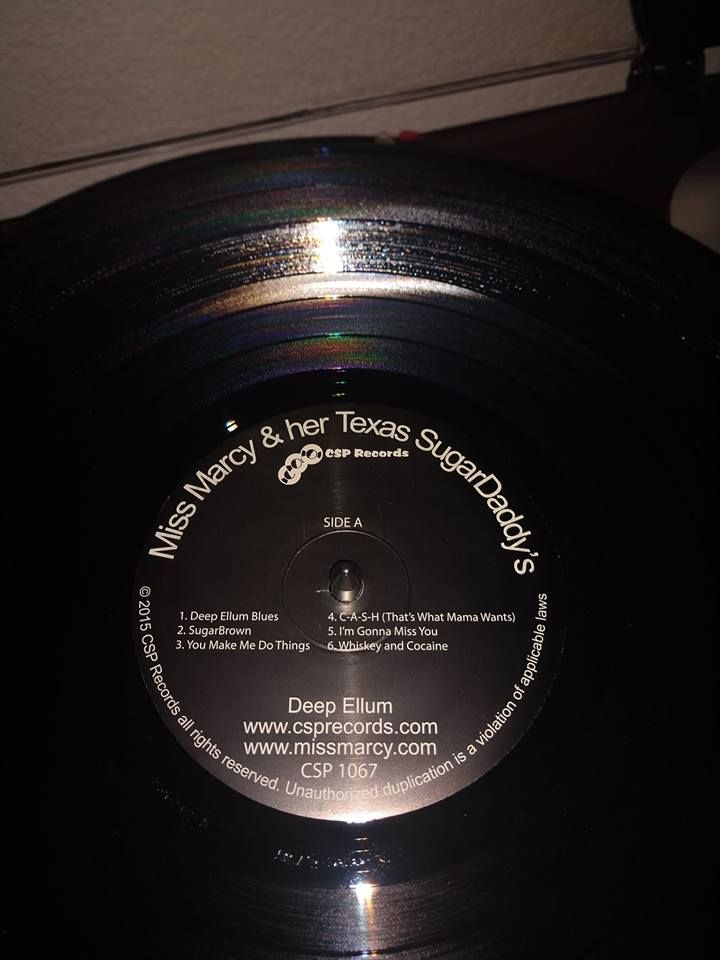 Miss Marcy & her Texas SugarDaddy's
CSP Records
SIDE A
1. Deep Ellum Blues
2. SugarBrown
3. You Make Me Do Things
4. C-A-S-H (That's What Mama Wants)
5. I'm Gonna Miss You
6. Whiskey and Cocaine
Deep Ellum
www.csprecords.com
www.missmarcy.com
CSP 1067
© 2015 CSP Records all rights reserved. Unauthorized duplication is a violation of applicable laws